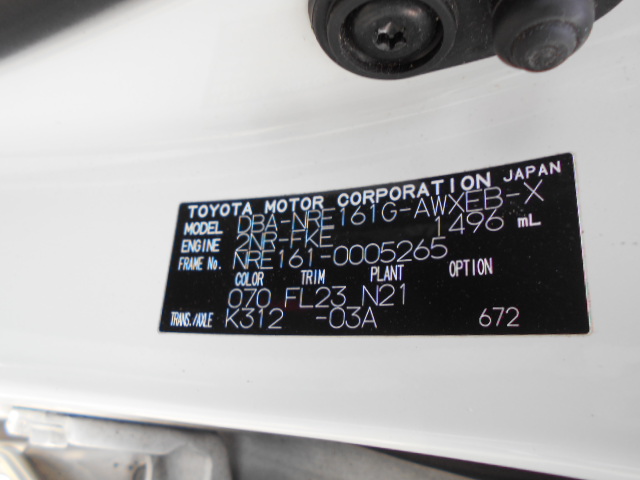 TOYOTA MOTOR CORPORATION JAPAN
MODEL DBA-NRE161G-AWXEB-X
ENGINE 2NR-FKE 1496 mL
FRAME No. NRE161-0005265
COLOR TRIM PLANT OPTION
070 FL23 N21
TRANS./AXLE K312 -03A 672